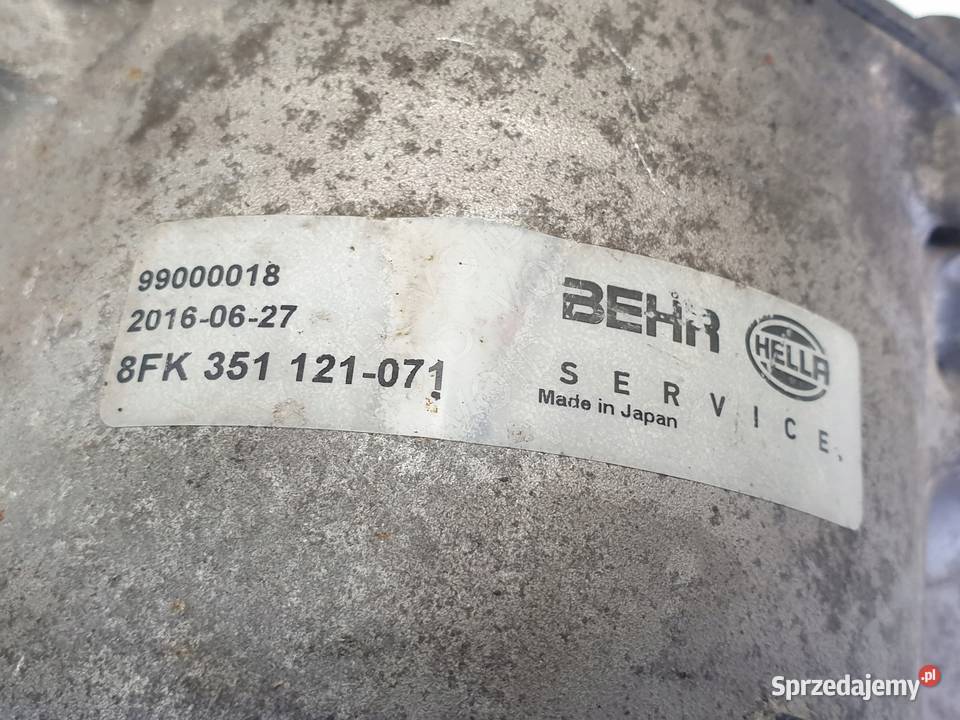 99000018
2016-06-27
8FK 351 121-071
BEHR
HELLA
SERVICE
Made in Japan
Sprzedajemy.pl